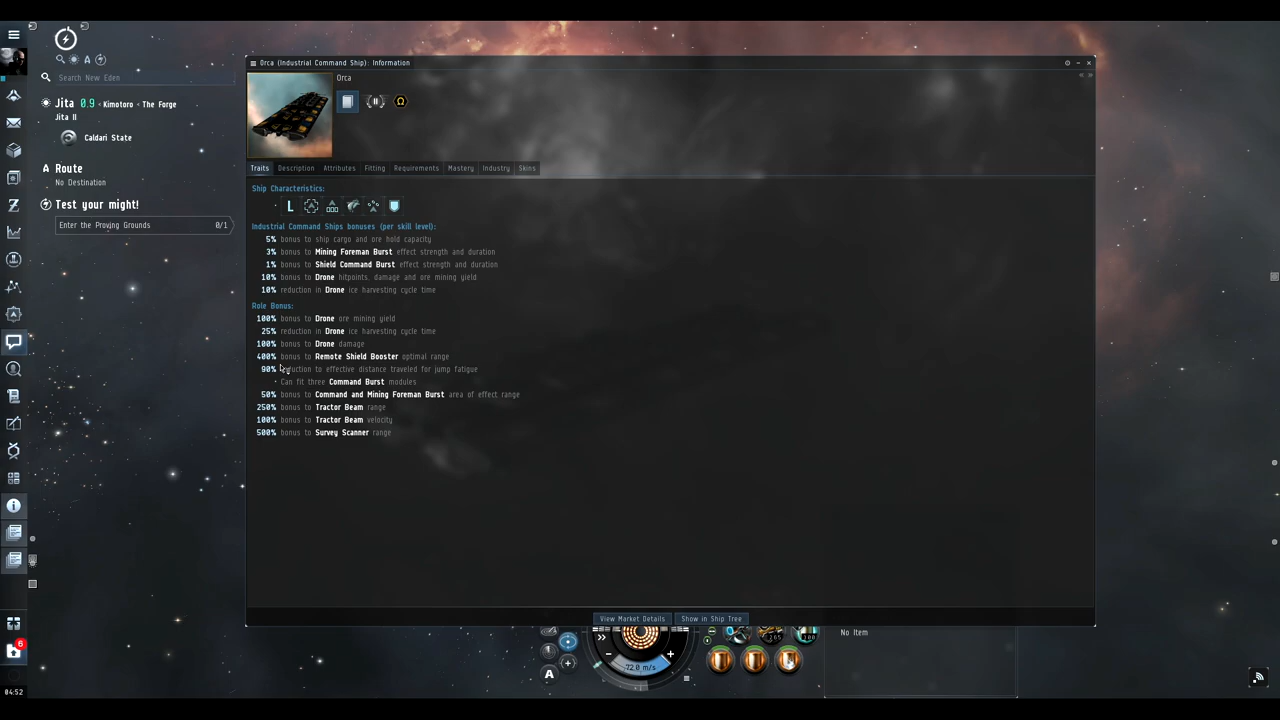 Orca (Industrial Command Ship): Information
Orca
Search New Eden
Jita 0.9 < Kimotoro < The Forge
Jita II
Caldari State
Route
No Destination
Test your might!
Enter the Proving Grounds 0/1
Traits Description Attributes Fitting Requirements Mastery Industry Skins
Ship Characteristics:
· L
Industrial Command Ships bonuses (per skill level):
5% bonus to ship cargo and ore hold capacity
3% bonus to Mining Foreman Burst effect strength and duration
1% bonus to Shield Command Burst effect strength and duration
10% bonus to Drone hitpoints, damage and ore mining yield
10% reduction in Drone ice harvesting cycle time
Role Bonus:
100% bonus to Drone ore mining yield
25% reduction in Drone ice harvesting cycle time
100% bonus to Drone damage
400% bonus to Remote Shield Booster optimal range
90% reduction to effective distance traveled for jump fatigue
· Can fit three Command Burst modules
50% bonus to Command and Mining Foreman Burst area of effect range
250% bonus to Tractor Beam range
100% bonus to Tractor Beam velocity
500% bonus to Survey Scanner range
View Market Details Show in Ship Tree
No Item
72.0 m/s
A
6
04:52